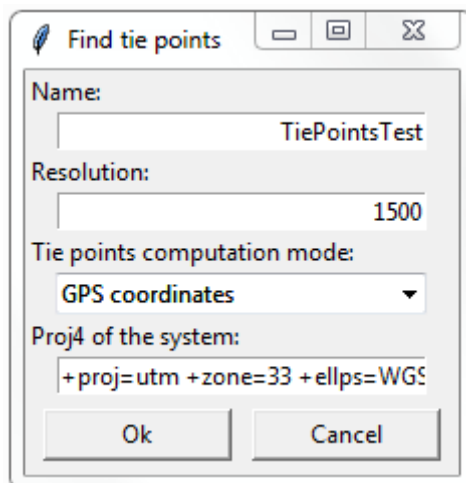 Find tie points
Name:
TiePointsTest
Resolution:
1500
Tie points computation mode:
GPS coordinates
Proj4 of the system:
+proj=utm +zone=33 +ellps=WGS
Ok Cancel